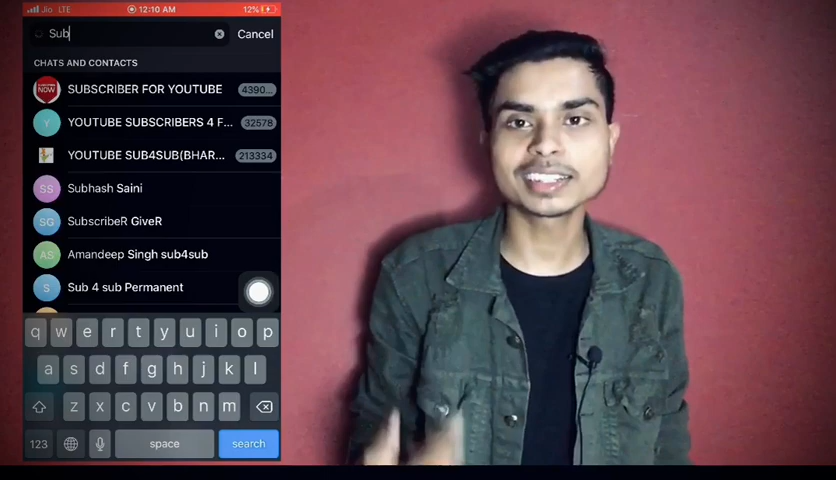 Jio LTE 12:10 AM 12%
Sub Cancel
CHATS AND CONTACTS
SUBSCRIBER FOR YOUTUBE 4390...
Y YOUTUBE SUBSCRIBERS 4 F... 32578
YOUTUBE SUB4SUB(BHAR... 213334
SS Subhash Saini
SG SubscribeR GiveR
AS Amandeep Singh sub4sub
S Sub 4 sub Permanent
q w e r t y u i o p
a s d f g h j k l
z x c v b n m
123 space search